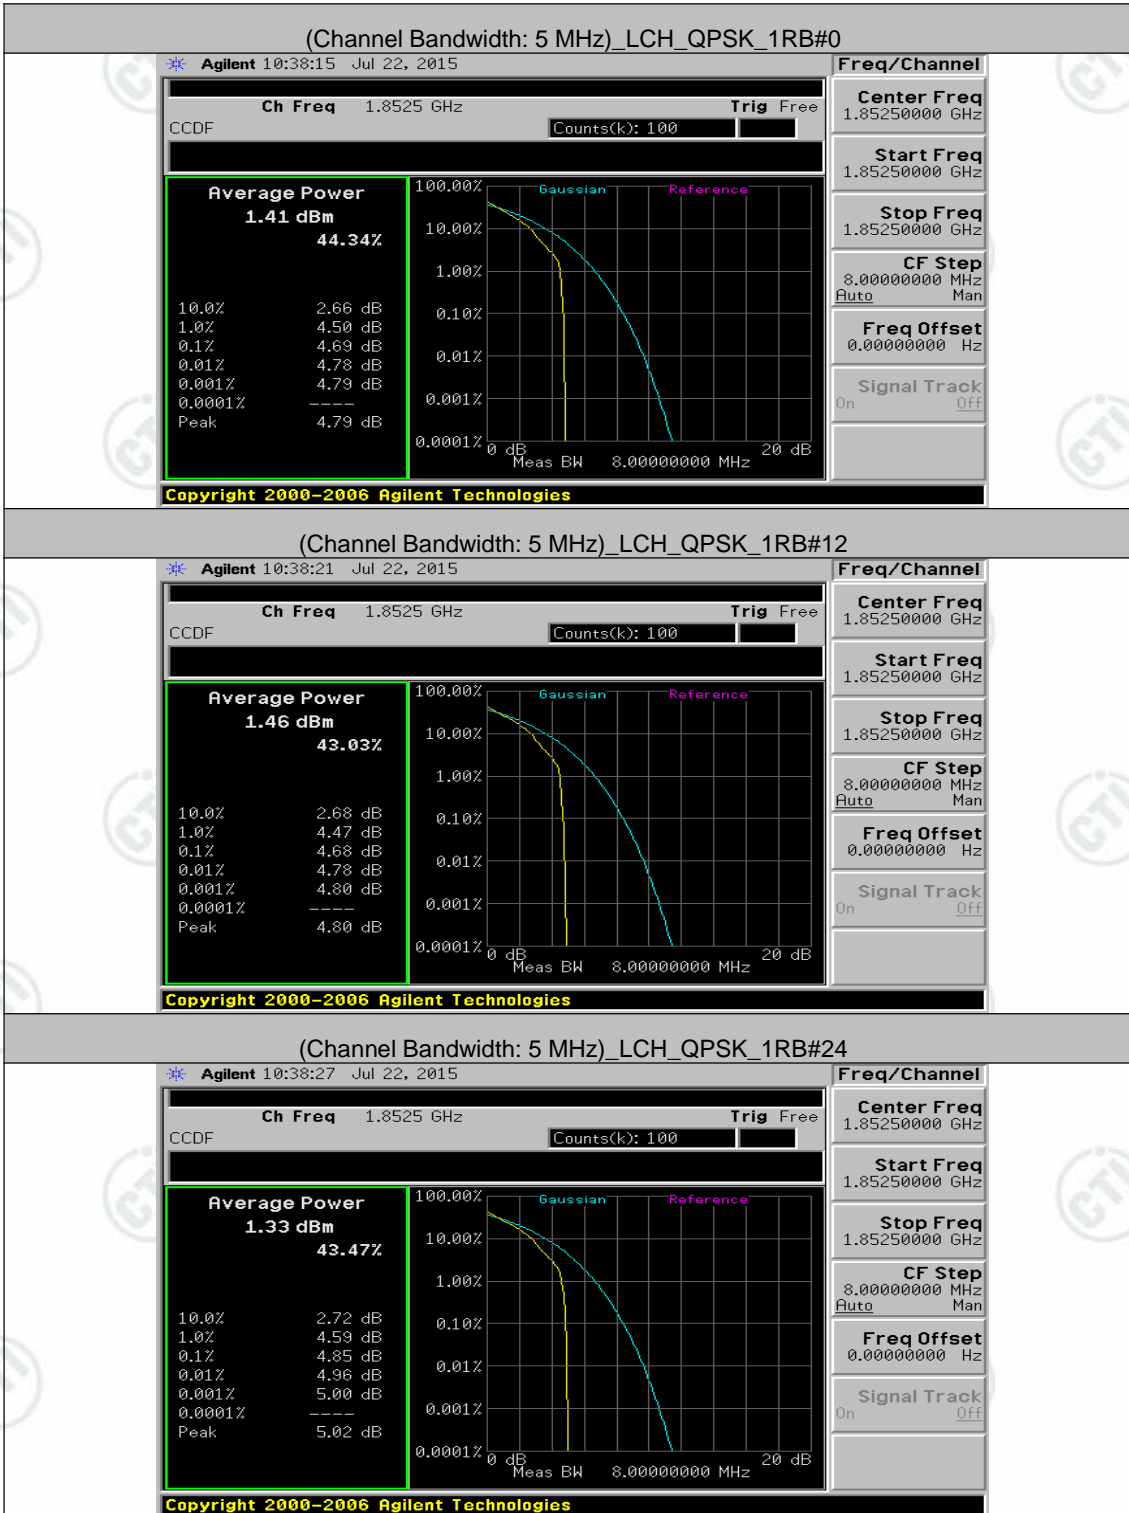 (Channel Bandwidth: 5 MHz)_LCH_QPSK_1RB#0
Agilent 10:38:15 Jul 22, 2015
Freq/Channel
Ch Freq 1.8525 GHz Trig Free
CCDF Counts(k): 100
Average Power
1.41 dBm
44.34%
10.0% 2.66 dB
1.0% 4.50 dB
0.1% 4.69 dB
0.01% 4.78 dB
0.001% 4.79 dB
0.0001% ----
Peak 4.79 dB
Gaussian Reference
100.00%
10.00%
1.00%
0.10%
0.01%
0.001%
0.0001%
0 dB 20 dB
Meas BW 8.00000000 MHz
Center Freq
1.85250000 GHz
Start Freq
1.85250000 GHz
Stop Freq
1.85250000 GHz
CF Step
8.00000000 MHz
Auto Man
Freq Offset
0.00000000 Hz
Signal Track
On Off
Copyright 2000-2006 Agilent Technologies
(Channel Bandwidth: 5 MHz)_LCH_QPSK_1RB#12
Agilent 10:38:21 Jul 22, 2015
Freq/Channel
Ch Freq 1.8525 GHz Trig Free
CCDF Counts(k): 100
Average Power
1.46 dBm
43.03%
10.0% 2.68 dB
1.0% 4.47 dB
0.1% 4.68 dB
0.01% 4.78 dB
0.001% 4.80 dB
0.0001% ----
Peak 4.80 dB
Gaussian Reference
100.00%
10.00%
1.00%
0.10%
0.01%
0.001%
0.0001%
0 dB 20 dB
Meas BW 8.00000000 MHz
Center Freq
1.85250000 GHz
Start Freq
1.85250000 GHz
Stop Freq
1.85250000 GHz
CF Step
8.00000000 MHz
Auto Man
Freq Offset
0.00000000 Hz
Signal Track
On Off
Copyright 2000-2006 Agilent Technologies
(Channel Bandwidth: 5 MHz)_LCH_QPSK_1RB#24
Agilent 10:38:27 Jul 22, 2015
Freq/Channel
Ch Freq 1.8525 GHz Trig Free
CCDF Counts(k): 100
Average Power
1.33 dBm
43.47%
10.0% 2.72 dB
1.0% 4.59 dB
0.1% 4.85 dB
0.01% 4.96 dB
0.001% 5.00 dB
0.0001% ----
Peak 5.02 dB
Gaussian Reference
100.00%
10.00%
1.00%
0.10%
0.01%
0.001%
0.0001%
0 dB 20 dB
Meas BW 8.00000000 MHz
Center Freq
1.85250000 GHz
Start Freq
1.85250000 GHz
Stop Freq
1.85250000 GHz
CF Step
8.00000000 MHz
Auto Man
Freq Offset
0.00000000 Hz
Signal Track
On Off
Copyright 2000-2006 Agilent Technologies